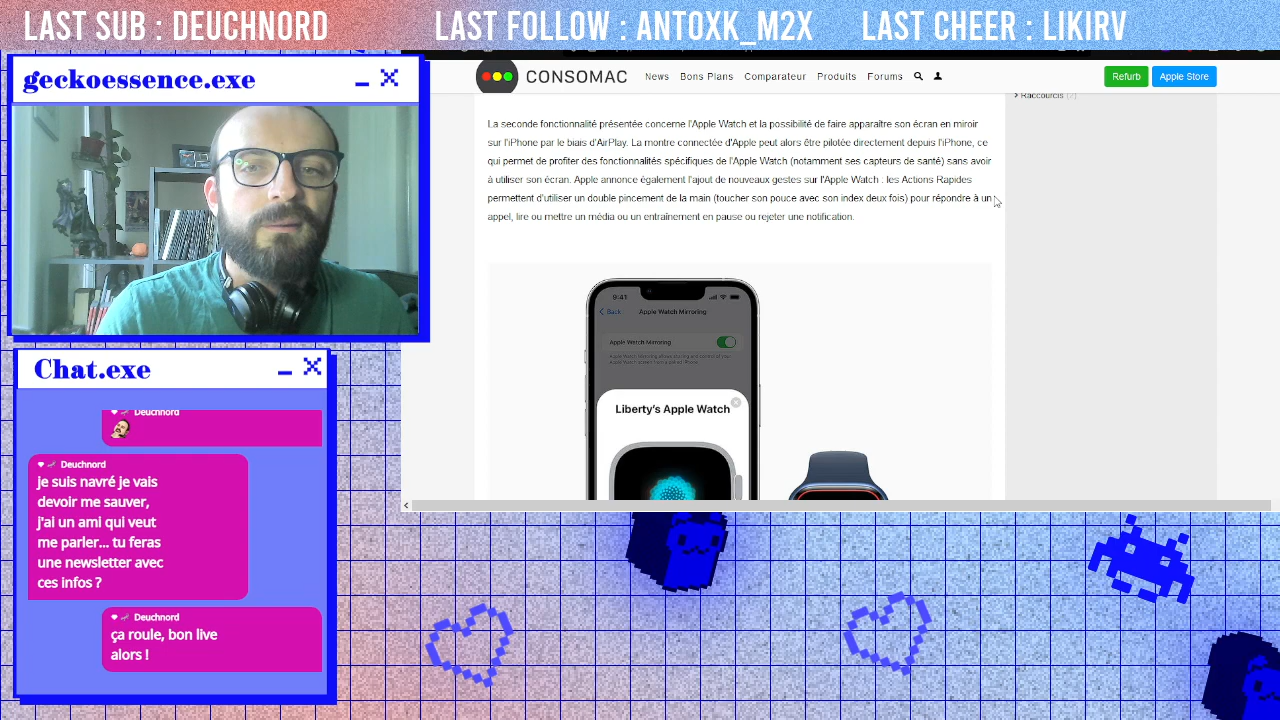 LAST SUB : DEUCHNORD
LAST FOLLOW : ANTOXK_M2X
LAST CHEER : LIKIRV
geckoessence.exe
CONSOMAC
News
Bons Plans
Comparateur
Produits
Forums
Refurb
Apple Store
Raccourcis (2)
La seconde fonctionnalité présentée concerne l'Apple Watch et la possibilité de faire apparaître son écran en miroir
sur l'iPhone par le biais d'AirPlay. La montre connectée d'Apple peut alors être pilotée directement depuis l'iPhone, ce
qui permet de profiter des fonctionnalités spécifiques de l'Apple Watch (notamment ses capteurs de santé) sans avoir
à utiliser son écran. Apple annonce également l'ajout de nouveaux gestes sur l'Apple Watch : les Actions Rapides
permettent d'utiliser un double pincement de la main (toucher son pouce avec son index deux fois) pour répondre à un
appel, lire ou mettre un média ou un entraînement en pause ou rejeter une notification.
9:41
Back
Apple Watch Mirroring
Apple Watch Mirroring
Liberty's Apple Watch
Chat.exe
Deuchnord
Deuchnord
je suis navré je vais
devoir me sauver,
j'ai un ami qui veut
me parler... tu feras
une newsletter avec
ces infos ?
Deuchnord
ça roule, bon live
alors !